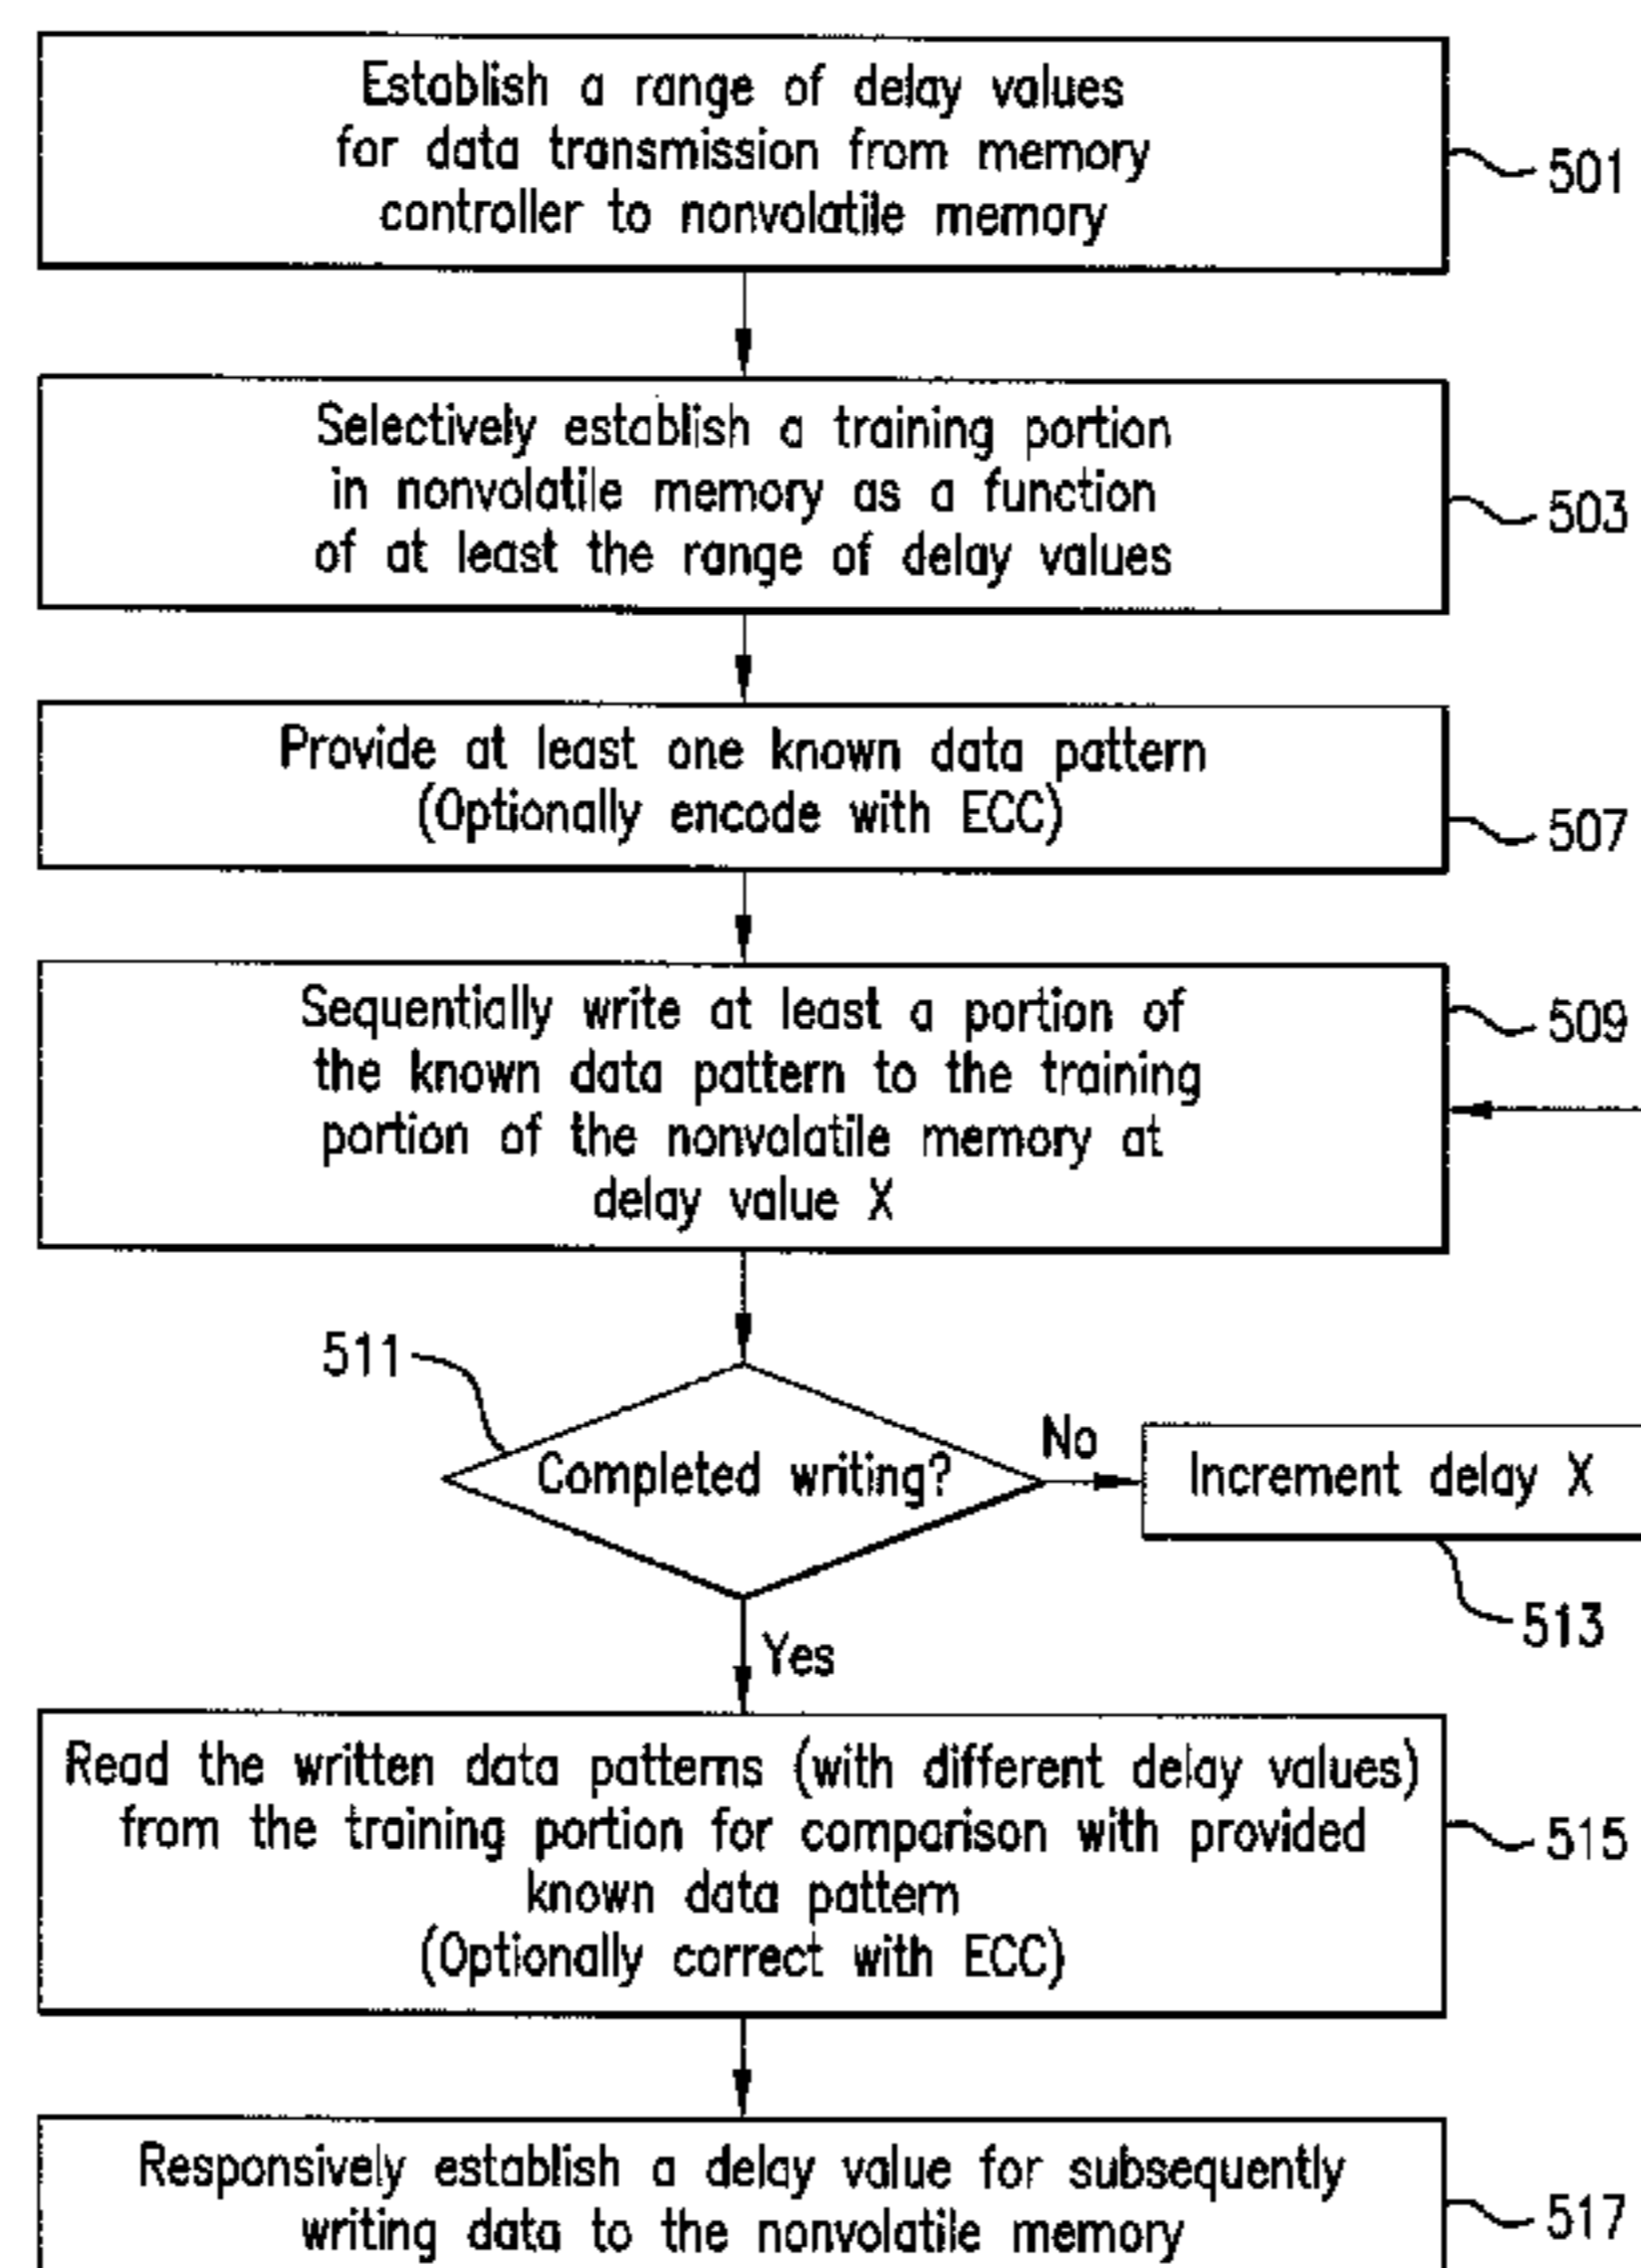 Establish a range of delay values
for data transmission from memory
controller to nonvolatile memory
501
Selectively establish a training portion
in nonvolatile memory as a function
of at least the range of delay values
503
Provide at least one known data pattern
(Optionally encode with ECC)
507
Sequentially write at least a portion of
the known data pattern to the training
portion of the nonvolatile memory at
delay value X
509
511
Completed writing?
No
Increment delay X
513
Yes
Read the written data patterns (with different delay values)
from the training portion for comparison with provided
known data pattern
(Optionally correct with ECC)
515
Responsively establish a delay value for subsequently
writing data to the nonvolatile memory
517